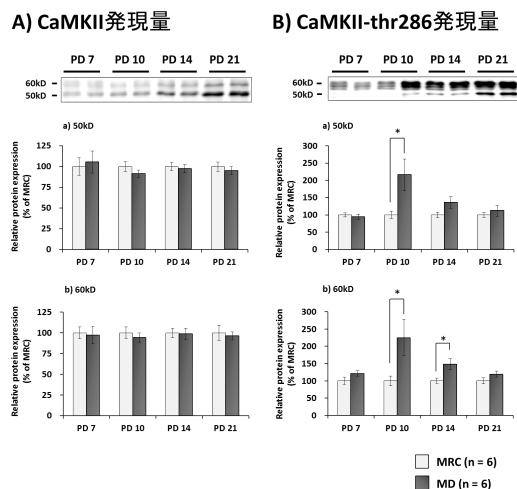 A) CaMKII発現量
PD 7 PD 10 PD 14 PD 21
60kD
50kD
a) 50kD
Relative protein expression
(% of MRC)
125
100
75
50
25
0
PD 7 PD 10 PD 14 PD 21
b) 60kD
Relative protein expression
(% of MRC)
125
100
75
50
25
0
PD 7 PD 10 PD 14 PD 21
B) CaMKII-thr286発現量
PD 7 PD 10 PD 14 PD 21
60kD
50kD
a) 50kD
Relative protein expression
(% of MRC)
300
250
200
150
100
50
0
*
PD 7 PD 10 PD 14 PD 21
b) 60kD
Relative protein expression
(% of MRC)
300
250
200
150
100
50
0
*
*
PD 7 PD 10 PD 14 PD 21
MRC (n = 6)
MD (n = 6)